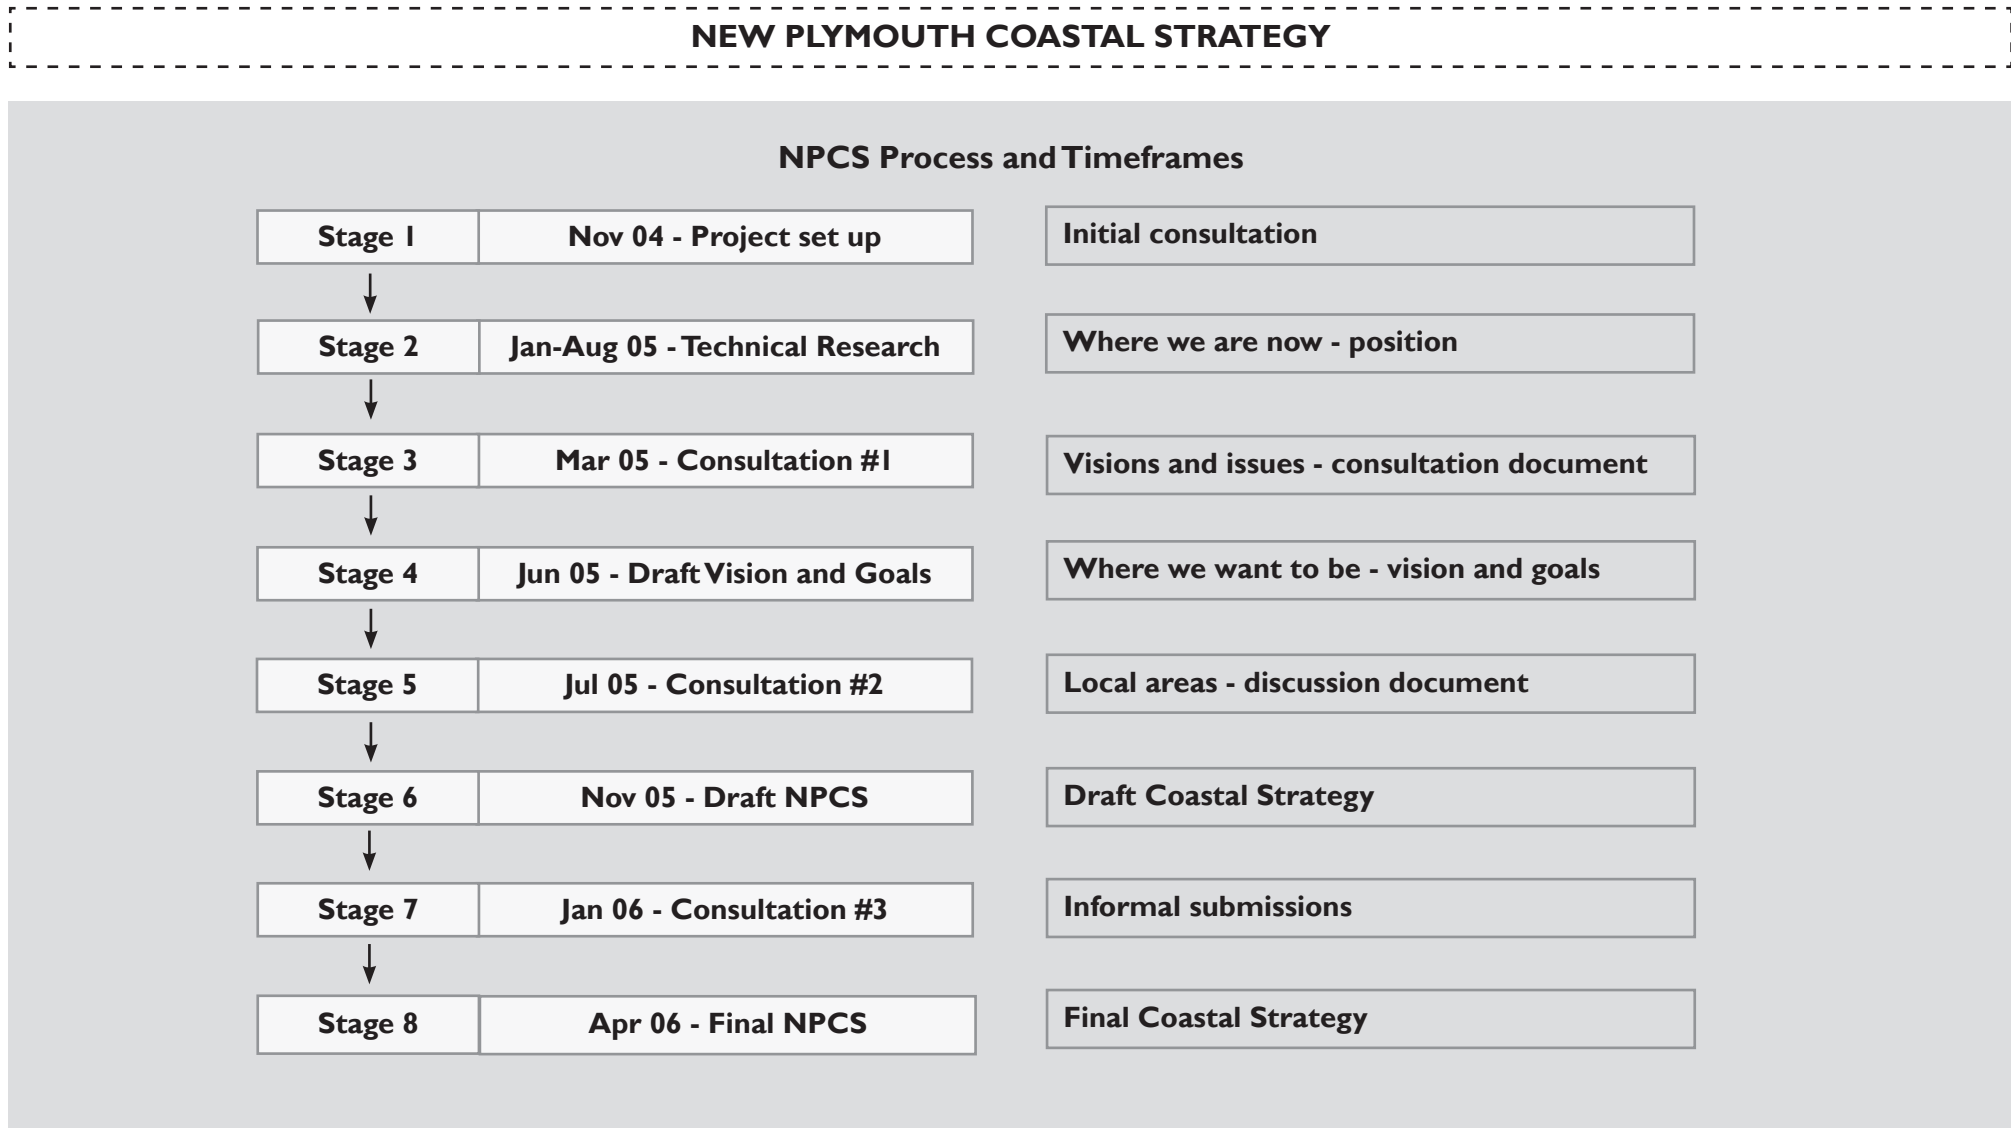 NEW PLYMOUTH COASTAL STRATEGY
NPCS Process and Timeframes
Stage 1 Nov 04 - Project set up Initial consultation
Stage 2 Jan-Aug 05 - Technical Research Where we are now - position
Stage 3 Mar 05 - Consultation #1 Visions and issues - consultation document
Stage 4 Jun 05 - Draft Vision and Goals Where we want to be - vision and goals
Stage 5 Jul 05 - Consultation #2 Local areas - discussion document
Stage 6 Nov 05 - Draft NPCS Draft Coastal Strategy
Stage 7 Jan 06 - Consultation #3 Informal submissions
Stage 8 Apr 06 - Final NPCS Final Coastal Strategy